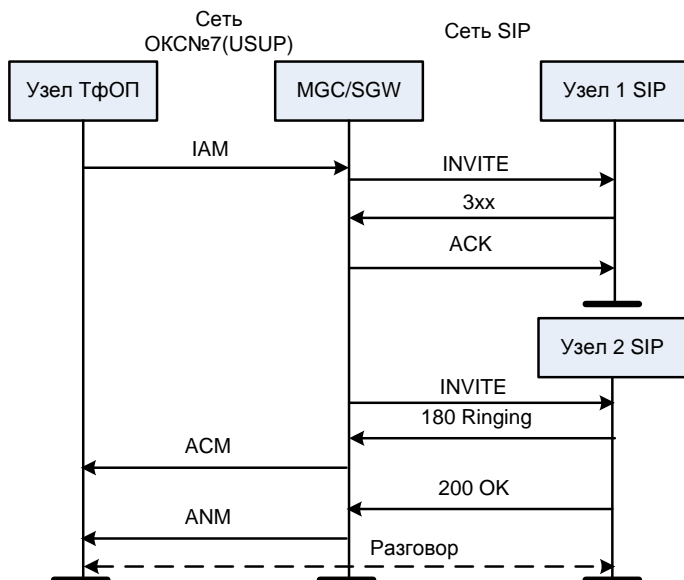 Сеть
ОКС№7(USUP)
Сеть SIP
Узел ТфОП
MGC/SGW
Узел 1 SIP
IAM
INVITE
3xx
ACK
Узел 2 SIP
INVITE
180 Ringing
ACM
200 OK
ANM
Разговор